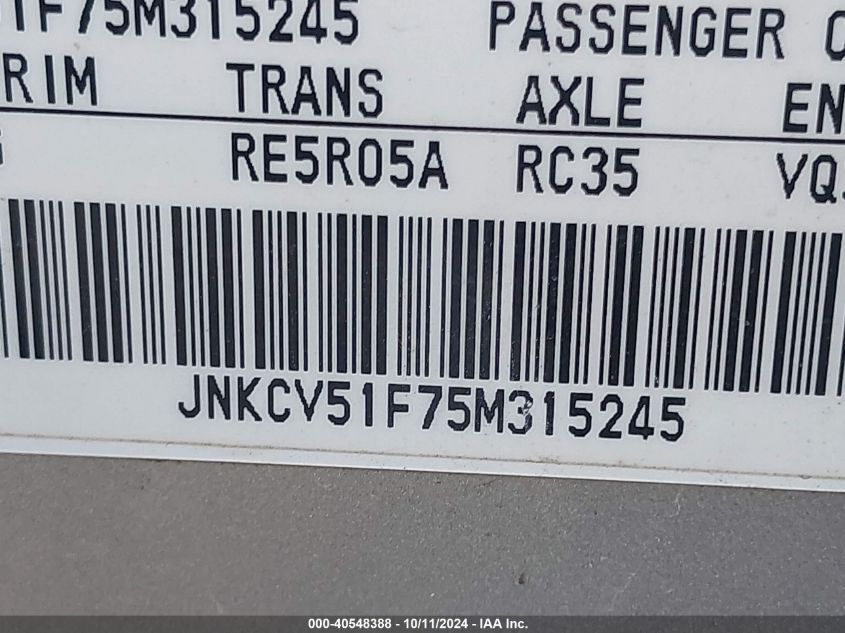 1F75M315245 PASSENGER C
RIM TRANS AXLE EN
G RE5R05A RC35 VQ
JNKCV51F75M315245
000-40548388 - 10/11/2024 - IAA Inc.